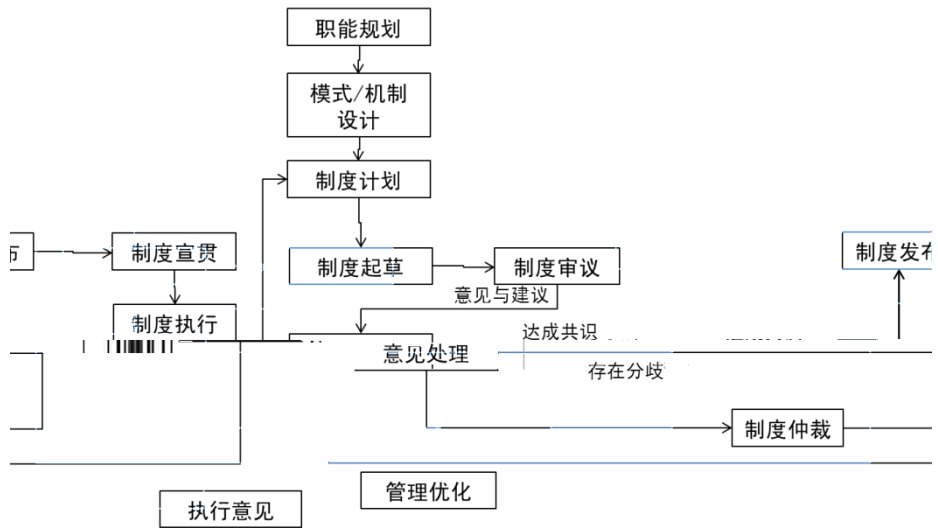 职能规划
模式/机制
设计
制度计划
布
制度宣贯
制度起草
制度审议
制度发布
意见与建议
制度执行
达成共识
意见处理
存在分歧
制度仲裁
管理优化
执行意见